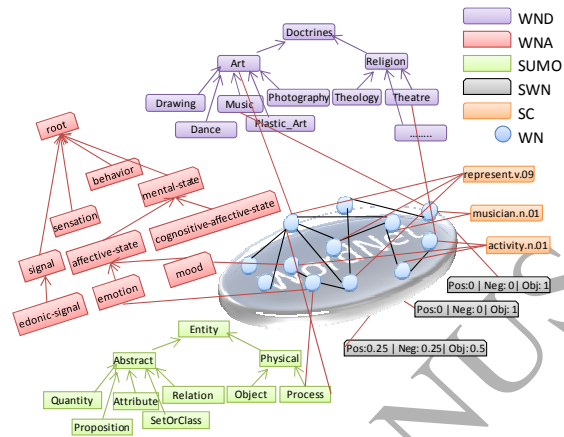 Doctrines
Art
Religion
Drawing
Music
Photography
Theology
Theatre
Dance
Plastic_Art
........
WND
WNA
SUMO
SWN
SC
WN
root
behavior
mental-state
sensation
cognositive-affective-state
signal
affective-state
mood
edonic-signal
emotion
WordNet
represent.v.09
musician.n.01
activity.n.01
Pos:0 | Neg: 0| Obj: 1
Pos:0 | Neg: 0| Obj: 1
Pos:0.25 | Neg: 0.25| Obj: 0.5
Entity
Abstract
Physical
Quantity
Attribute
Relation
Object
Process
Proposition
SetOrClass
NUS